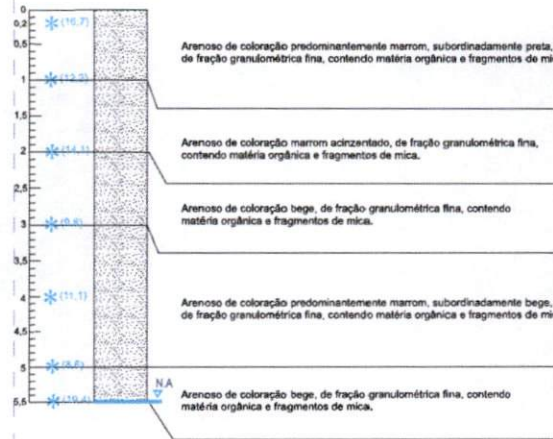 0
0,2
(16,7)
0,5
1
(12,2)
1,5
2
(14,1)
2,5
3
3,5
4
(11,1)
4,5
5
5,5
N.A
Arenoso de coloração predominantemente marrom, subordinadamente preta,
de fração granulométrica fina, contendo matéria orgânica e fragmentos de
Arenoso de coloração marrom acinzentado, de fração granulométrica fina,
contendo matéria orgânica e fragmentos de mica.
Arenoso de coloração bege, de fração granulométrica fina, contendo
matéria orgânica e fragmentos de mica.
Arenoso de coloração predominantemente marrom, subordinadamente bege,
de fração granulométrica fina, contendo matéria orgânica e fragmentos de
Arenoso de coloração bege, de fração granulométrica fina, contendo
matéria orgânica e fragmentos de mica.